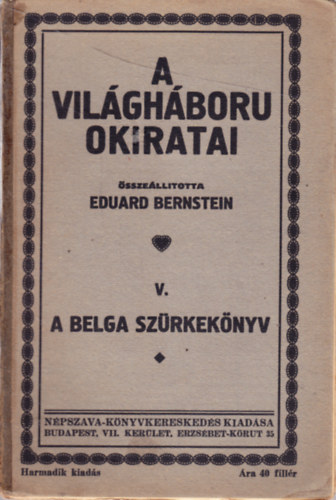 A
VILÁGHÁBORU
OKIRATAI
ÖSSZEÁLLITOTTA
EDUARD BERNSTEIN
V.
A BELGA SZÜRKEKÖNYV
NÉPSZAVA-KÖNYVKERESKEDÉS KIADÁSA
BUDAPEST, VII. KERÜLET, ERZSÉBET-KÖRUT 35
Harmadik kiadás Ára 40 fillér